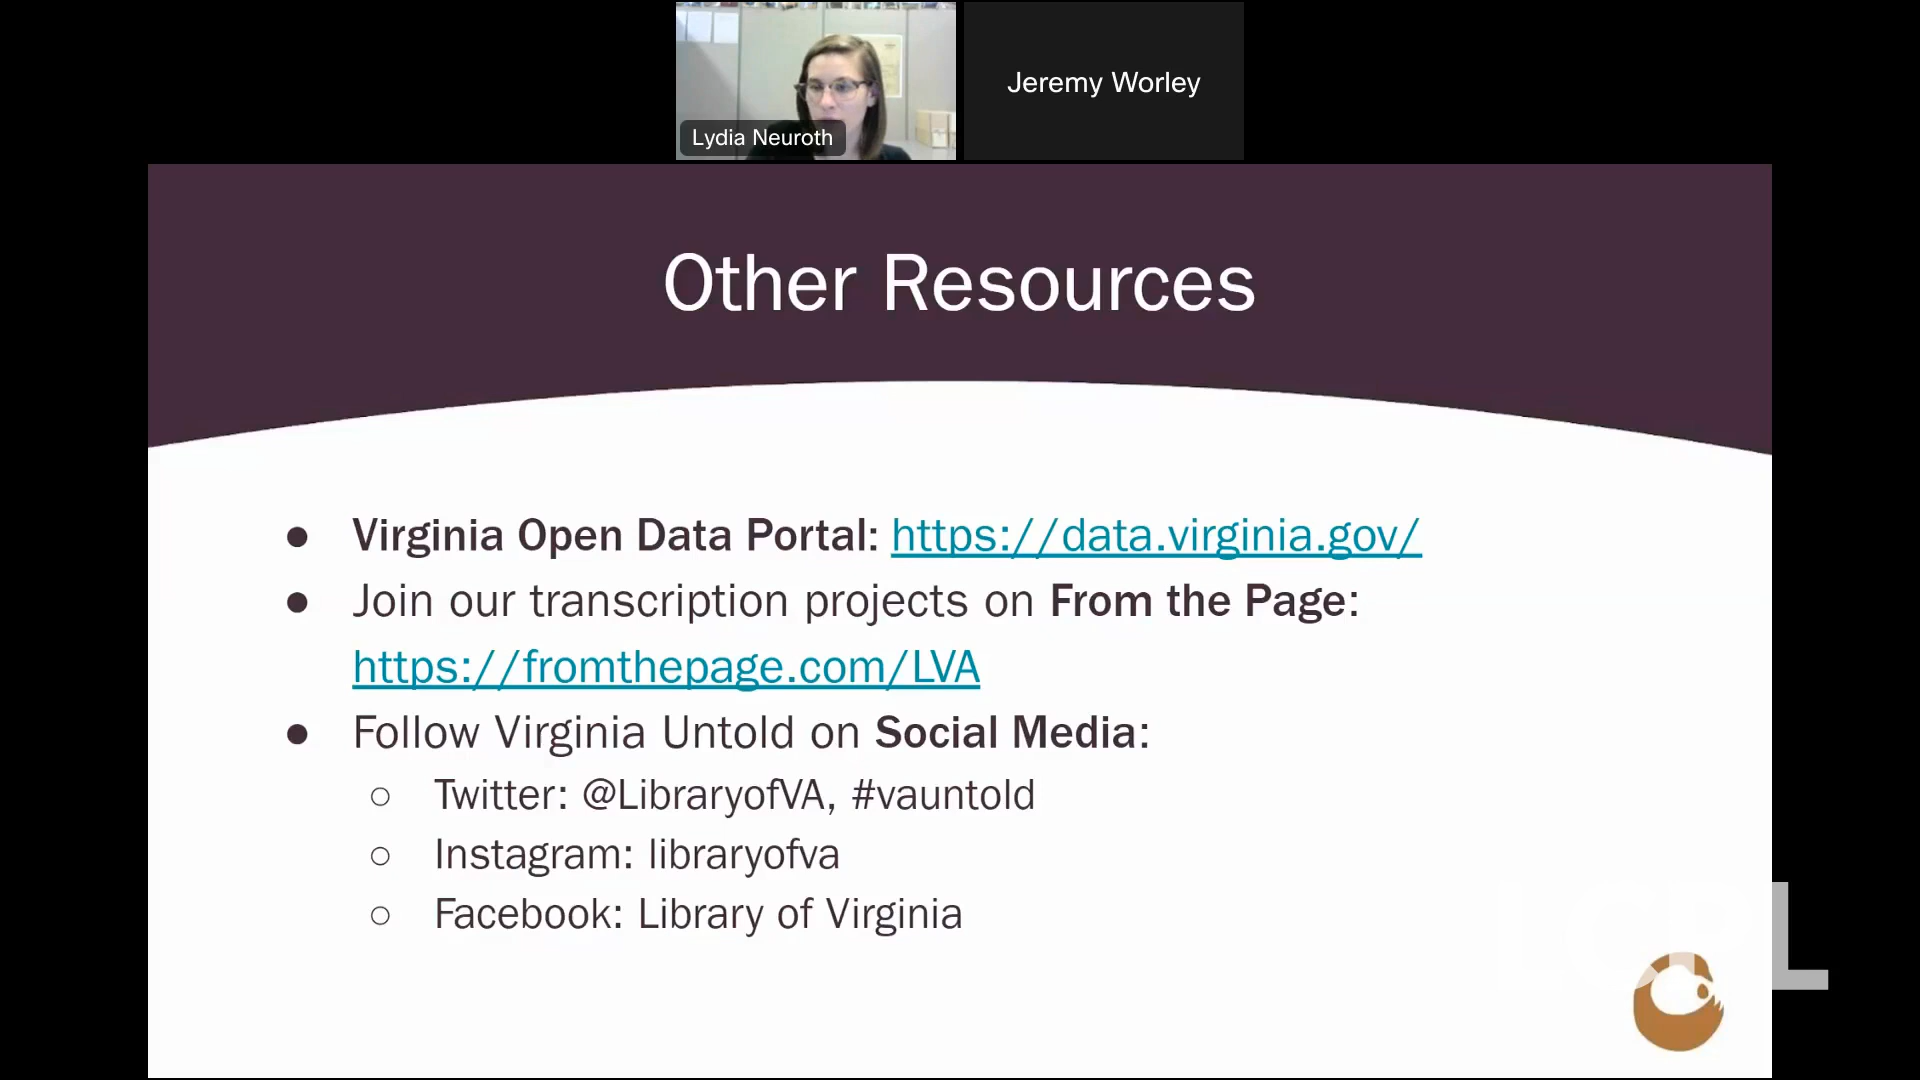 Lydia Neuroth
Jeremy Worley
Other Resources
● Virginia Open Data Portal: https://data.virginia.gov/
● Join our transcription projects on From the Page:
https://fromthepage.com/LVA
● Follow Virginia Untold on Social Media:
○ Twitter: @LibraryofVA, #vauntold
○ Instagram: libraryofva
○ Facebook: Library of Virginia